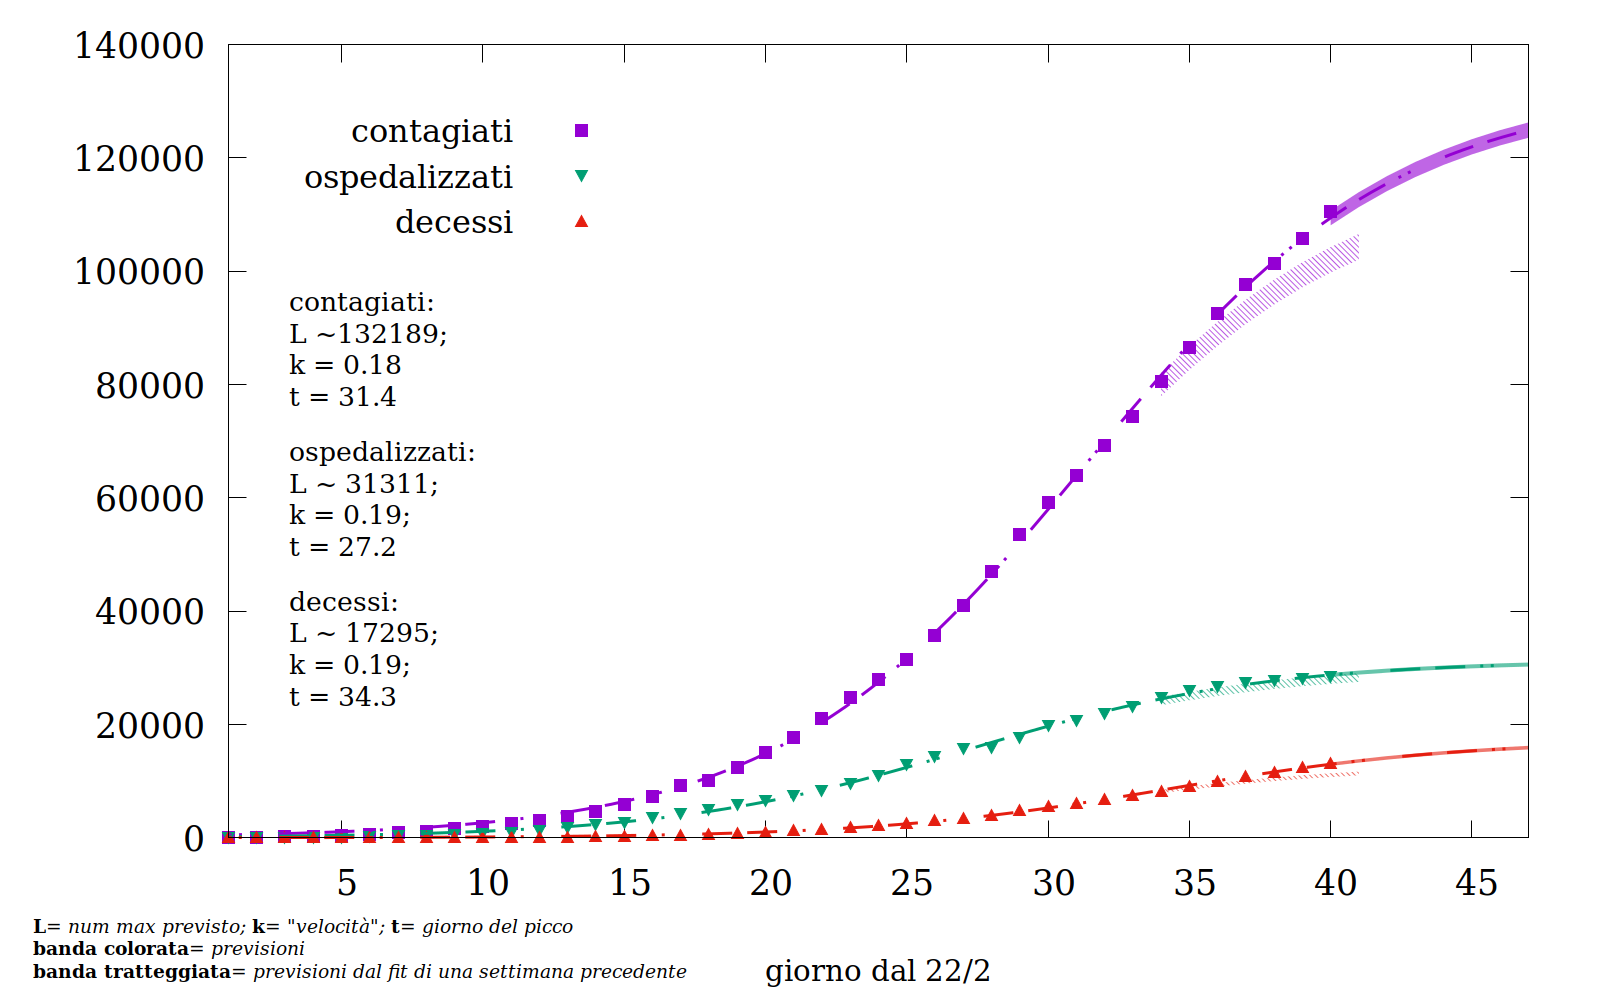 140000
120000
100000
80000
60000
40000
20000
0
contagiati
ospedalizzati
decessi
contagiati:
L ~132189;
k = 0.18
t = 31.4
ospedalizzati:
L ~ 31311;
k = 0.19;
t = 27.2
decessi:
L ~ 17295;
k = 0.19;
t = 34.3
5 10 15 20 25 30 35 40 45
L= num max previsto; k= "velocità"; t= giorno del picco
banda colorata= previsioni
banda tratteggiata= previsioni dal fit di una settimana precedente
giorno dal 22/2